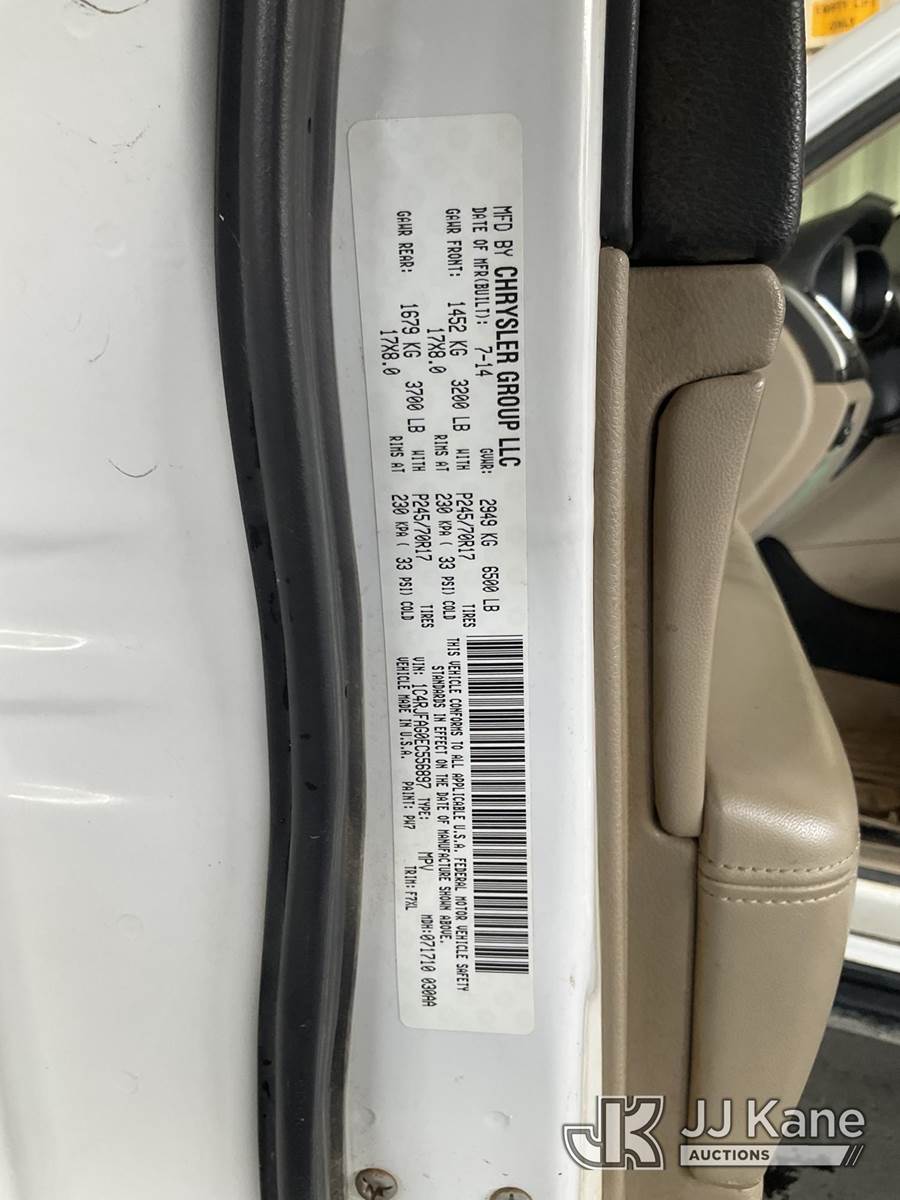 MFD BY CHRYSLER GROUP LLC
DATE OF MFR(BUILT): 7-14 GVWR: 2949 KG 6500 LB
GAWR FRONT: 1452 KG 3200 LB WITH P245/70R17 TIRES
17X8.0 RIMS AT 230 KPA ( 33 PSI) COLD
GAWR REAR: 1679 KG 3700 LB WITH P245/70R17 TIRES
17X8.0 RIMS AT 230 KPA ( 33 PSI) COLD
THIS VEHICLE CONFORMS TO ALL APPLICABLE U.S.A. FEDERAL MOTOR VEHICLE SAFETY
STANDARDS IN EFFECT ON THE DATE OF MANUFACTURE SHOWN ABOVE.
VIN: 1C4RJFAG0EC556897 TYPE: MPV MDH:071710 030AA
VEHICLE MADE IN U.S.A. PAINT: PW7 TRIM: F7XL
JK JJ Kane
AUCTIONS